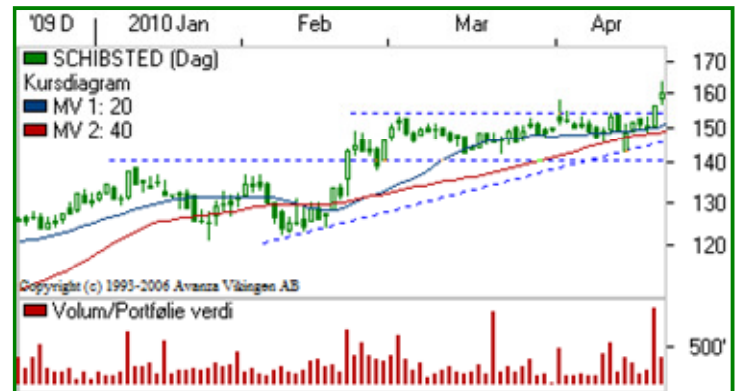 '09 D 2010 Jan Feb Mar Apr
SCHIBSTED (Dag)
Kursdiagram
MV 1: 20
MV 2: 40
170
160
150
140
130
120
Copyright (c) 1993-2006 Avanza Vikingen AB
Volum/Portfølie verdi
500'